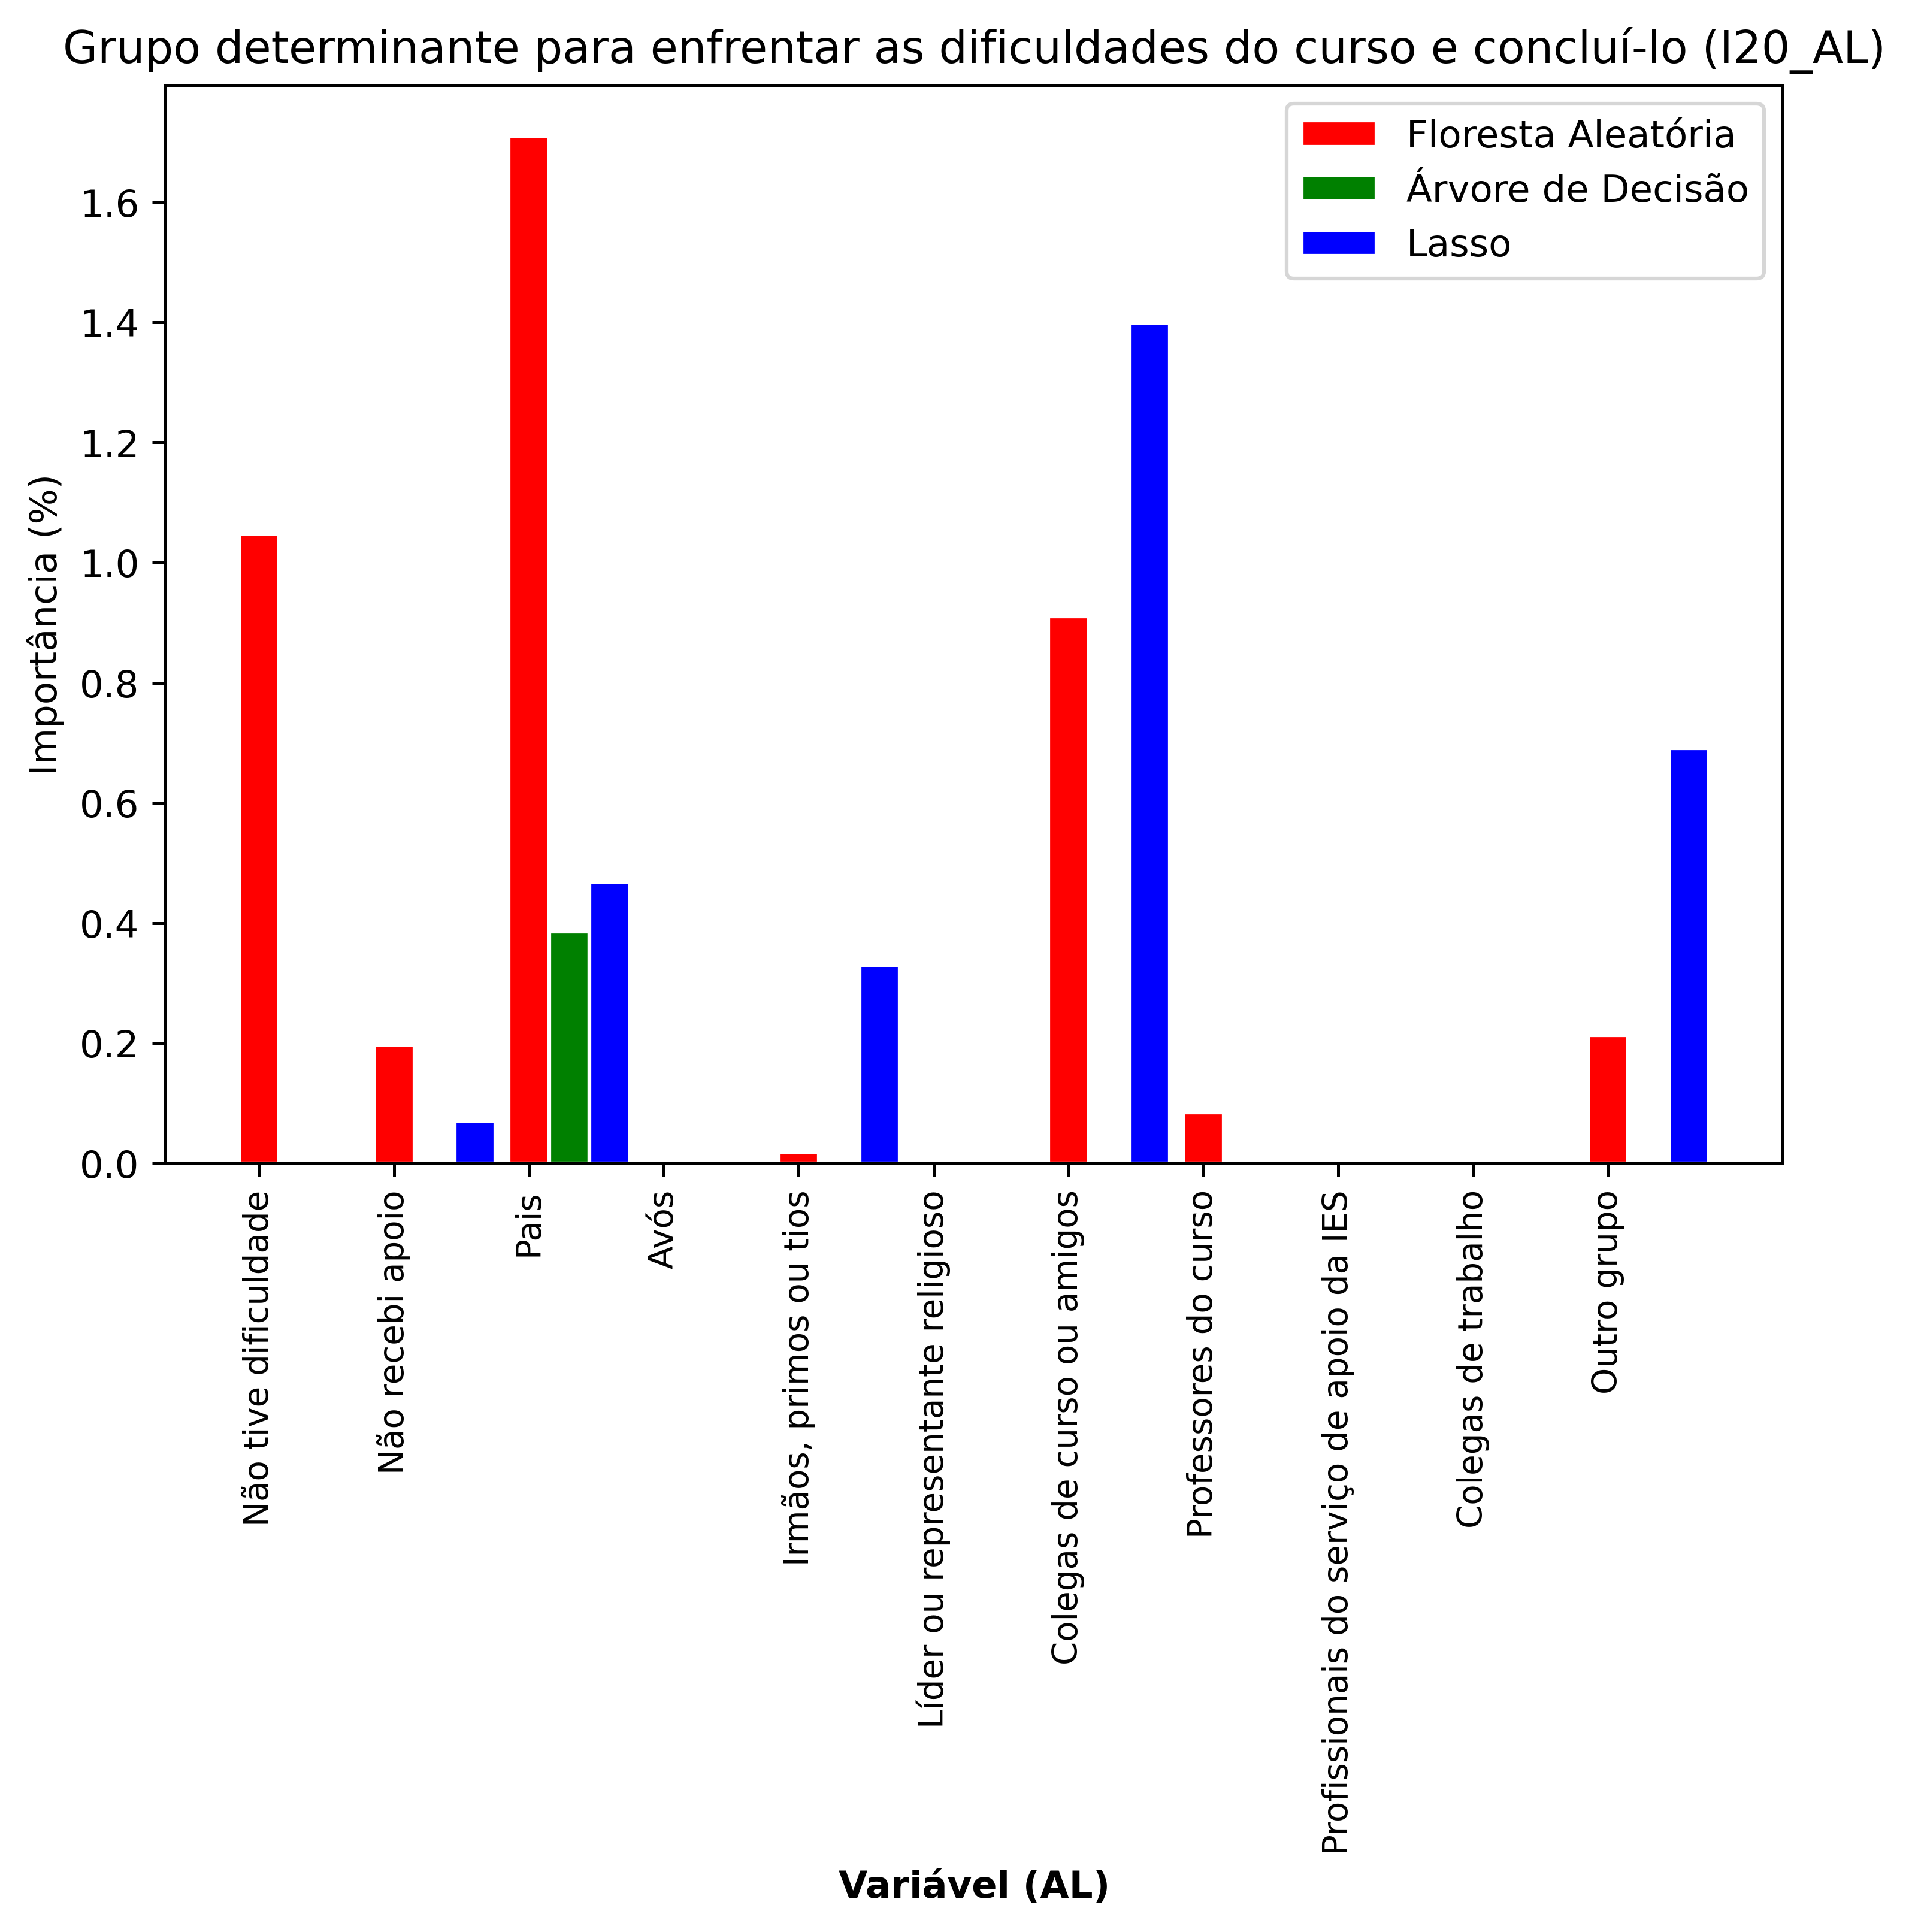 Grupo determinante para enfrentar as dificuldades do curso e concluí-lo (I20_AL)
Floresta Aleatória
Árvore de Decisão
Lasso
Importância (%)
1.6
1.4
1.2
1.0
0.8
0.6
0.4
0.2
0.0
Não tive dificuldade
Não recebi apoio
Pais
Avós
Irmãos, primos ou tios
Líder ou representante religioso
Colegas de curso ou amigos
Professores do curso
Profissionais do serviço de apoio da IES
Colegas de trabalho
Outro grupo
Variável (AL)